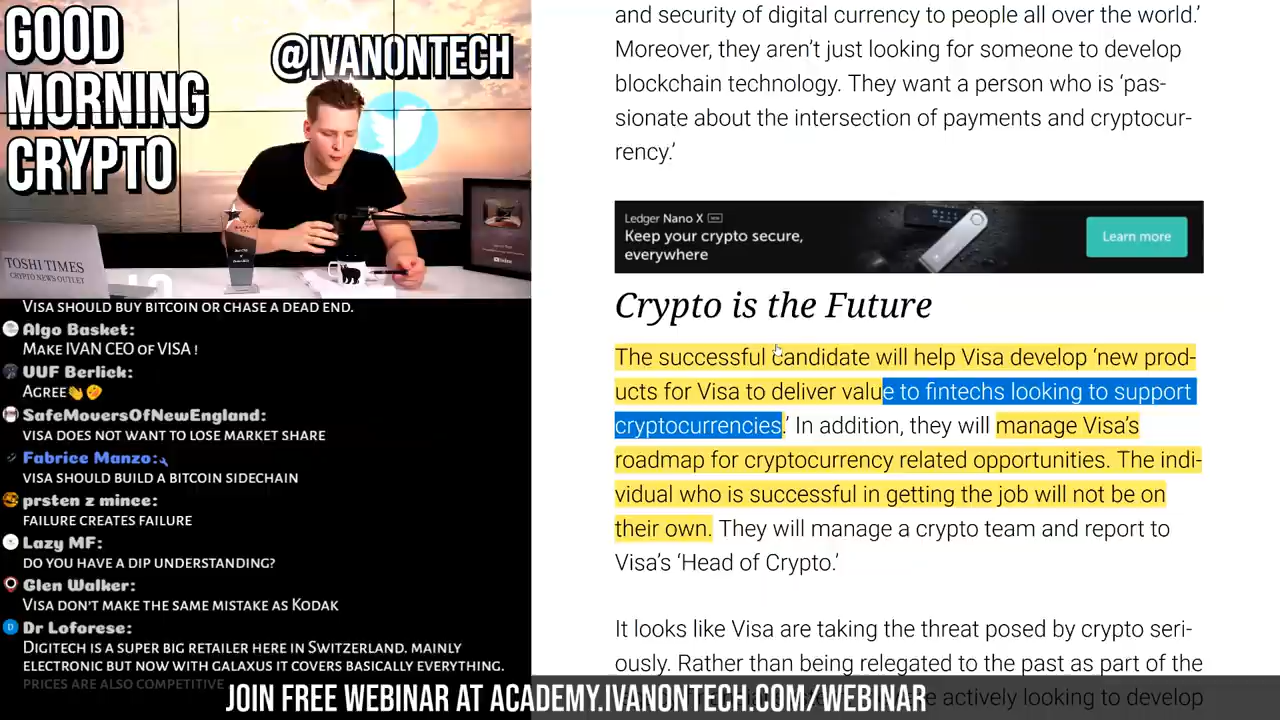 GOOD
MORNING
CRYPTO
@IVANONTECH
TOSHI TIMES
CRYPTO NEWS OUTLET
VISA SHOULD BUY BITCOIN OR CHASE A DEAD END.
Algo Basket:
MAKE IVAN CEO OF VISA !
UUF Berlick:
AGREE👏🤔
SafeMoversOfNewEngland:
VISA DOES NOT WANT TO LOSE MARKET SHARE
Fabrice Manzo:
VISA SHOULD BUILD A BITCOIN SIDECHAIN
prsten z mince:
FAILURE CREATES FAILURE
Lazy MF:
DO YOU HAVE A DIP UNDERSTANDING?
Glen Walker:
VISA DON'T MAKE THE SAME MISTAKE AS KODAK
Dr Loforese:
DIGITECH IS A SUPER BIG RETAILER HERE IN SWITZERLAND. MAINLY
ELECTRONIC BUT NOW WITH GALAXUS IT COVERS BASICALLY EVERYTHING.
PRICES ARE ALSO COMPETITIVE
and security of digital currency to people all over the world.'
Moreover, they aren't just looking for someone to develop
blockchain technology. They want a person who is 'pas-
sionate about the intersection of payments and cryptocur-
rency.'
Ledger Nano X NEW
Keep your crypto secure,
everywhere
Learn more
Crypto is the Future
The successful candidate will help Visa develop 'new prod-
ucts for Visa to deliver value to fintechs looking to support
cryptocurrencies.' In addition, they will manage Visa's
roadmap for cryptocurrency related opportunities. The indi-
vidual who is successful in getting the job will not be on
their own. They will manage a crypto team and report to
Visa's 'Head of Crypto.'
It looks like Visa are taking the threat posed by crypto seri-
ously. Rather than being relegated to the past as part of the
actively looking to develop
JOIN FREE WEBINAR AT ACADEMY.IVANONTECH.COM/WEBINAR